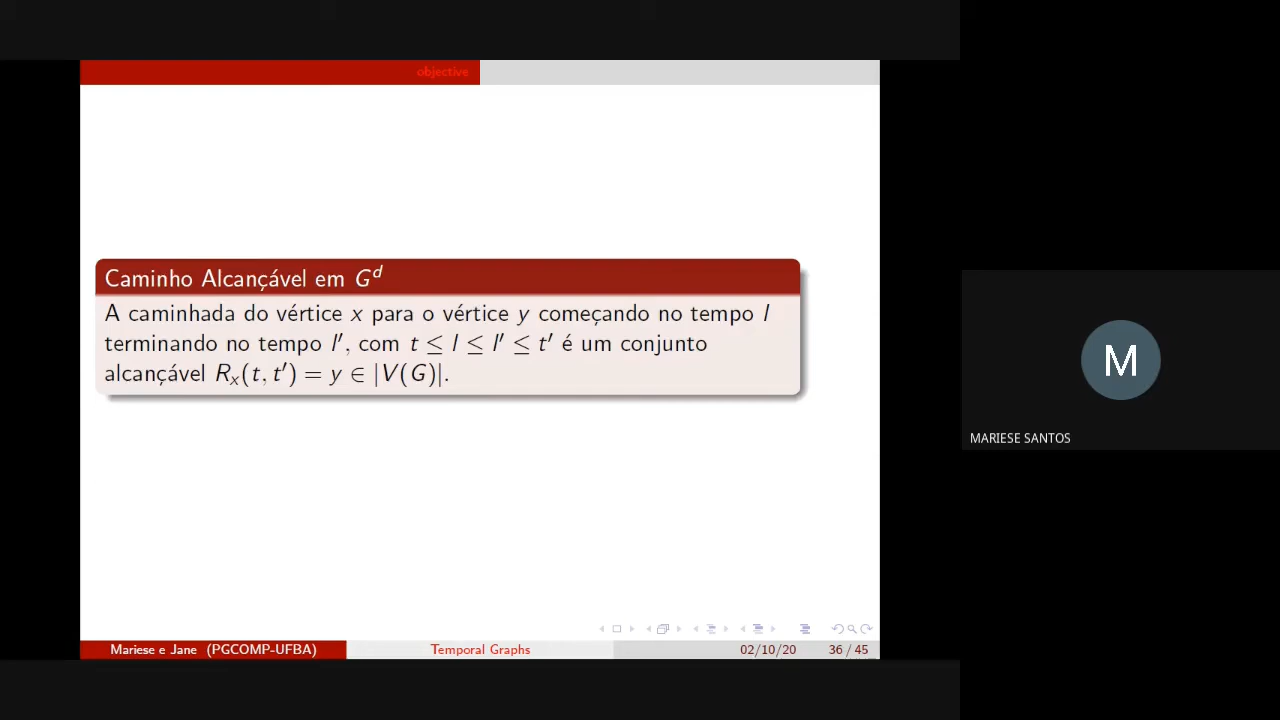 objective
Caminho Alcançável em G^d
A caminhada do vértice x para o vértice y começando no tempo l
terminando no tempo l′, com t ≤ l ≤ l′ ≤ t′ é um conjunto
alcançável R_x(t, t′) = y ∈ |V(G)|.
M
MARIESE SANTOS
Mariese e Jane (PGCOMP-UFBA) Temporal Graphs 02/10/20 36 / 45